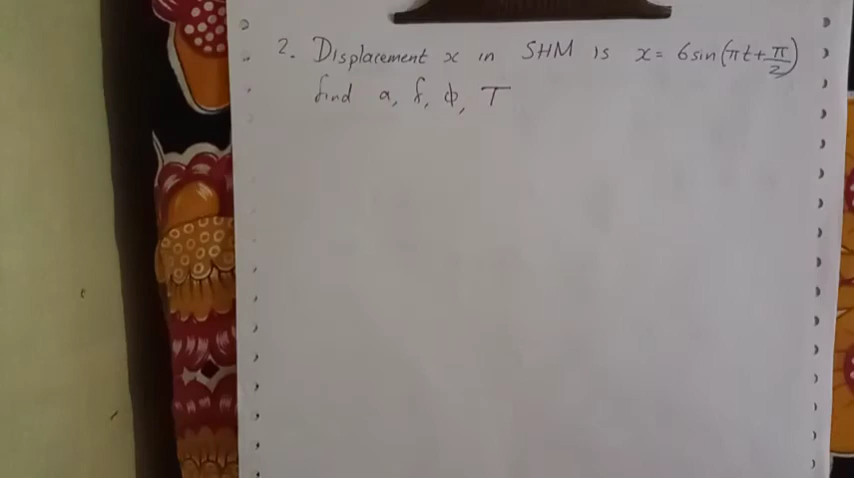 2. Displacement x in SHM is x = 6 sin(πt + π/2)
find a, f, ϕ, T